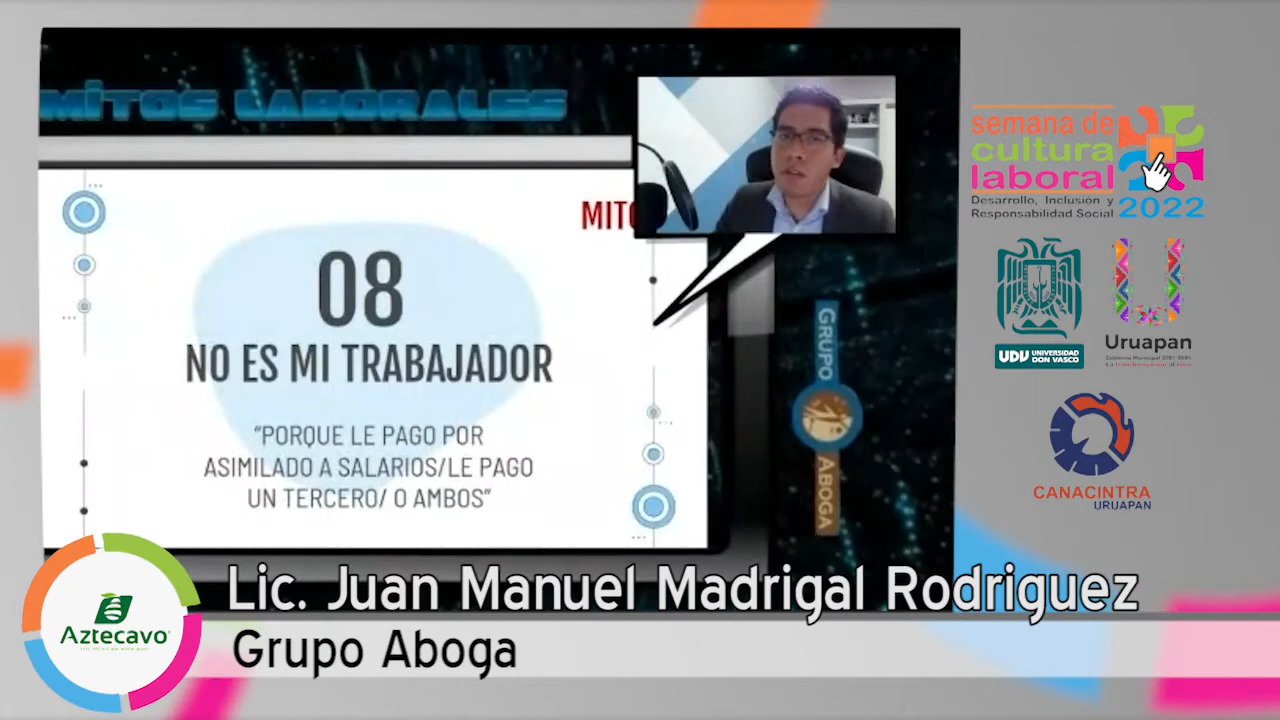 MITOS LABORALES
08
NO ES MI TRABAJADOR
“PORQUE LE PAGO POR
ASIMILADO A SALARIOS/LE PAGO
UN TERCERO/ O AMBOS”
GRUPO
ABOGA
semana de
cultura
laboral
Desarrollo, Inclusión y
Responsabilidad Social
2022
UDV UNIVERSIDAD
DON VASCO
Uruapan
CANACINTRA
URUAPAN
Aztecavo
Lic. Juan Manuel Madrigal Rodriguez
Grupo Aboga